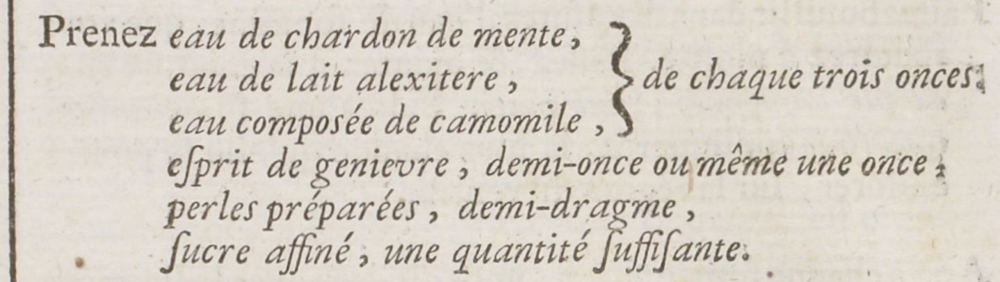 Prenez eau de chardon de mente,
eau de lait alexitere,
eau composée de camomile,
} de chaque trois onces.
eſprit de genievre, demi-once ou même une once,
perles préparées, demi-dragme,
ſucre affiné, une quantité ſuffiſante.